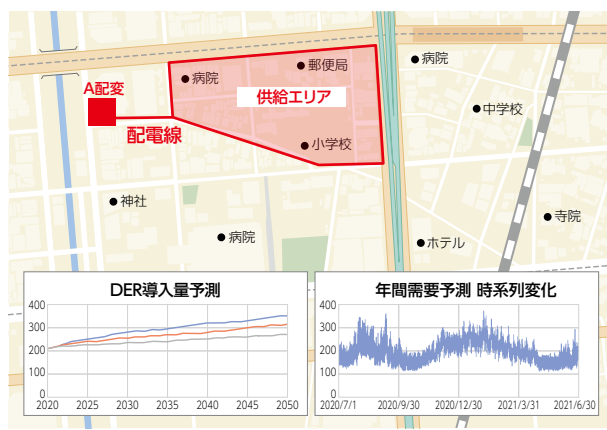 病院
郵便局
病院
A配変
供給エリア
中学校
配電線
小学校
神社
寺院
病院
ホテル
DER導入量予測
400
300
200
100
0
2020
2025
2030
2035
2040
2045
2050
年間需要予測 時系列変化
400
300
200
100
0
2020/7/1
2020/9/30
2020/12/30
2021/3/31
2021/6/30